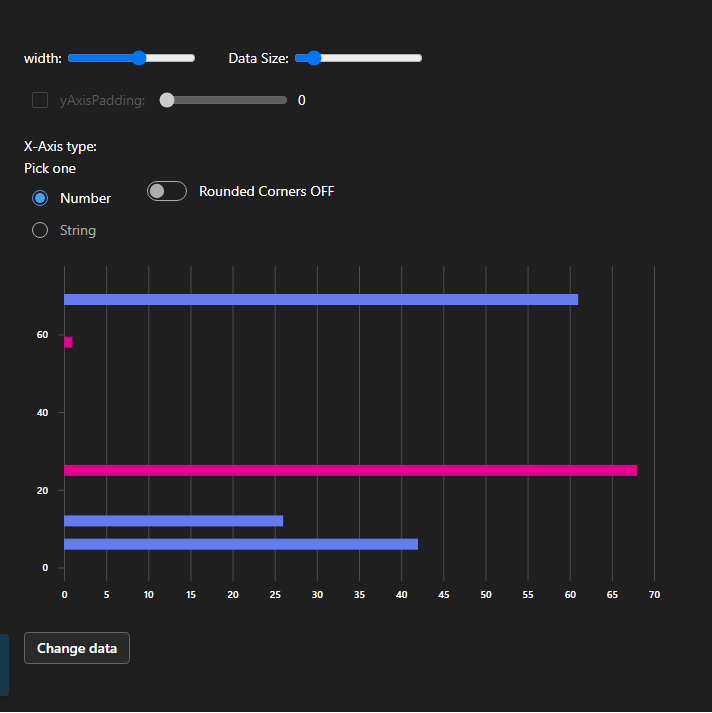 width: Data Size:
yAxisPadding: 0
X-Axis type:
Pick one
Number Rounded Corners OFF
String
60
40
20
0
0 5 10 15 20 25 30 35 40 45 50 55 60 65 70
Change data